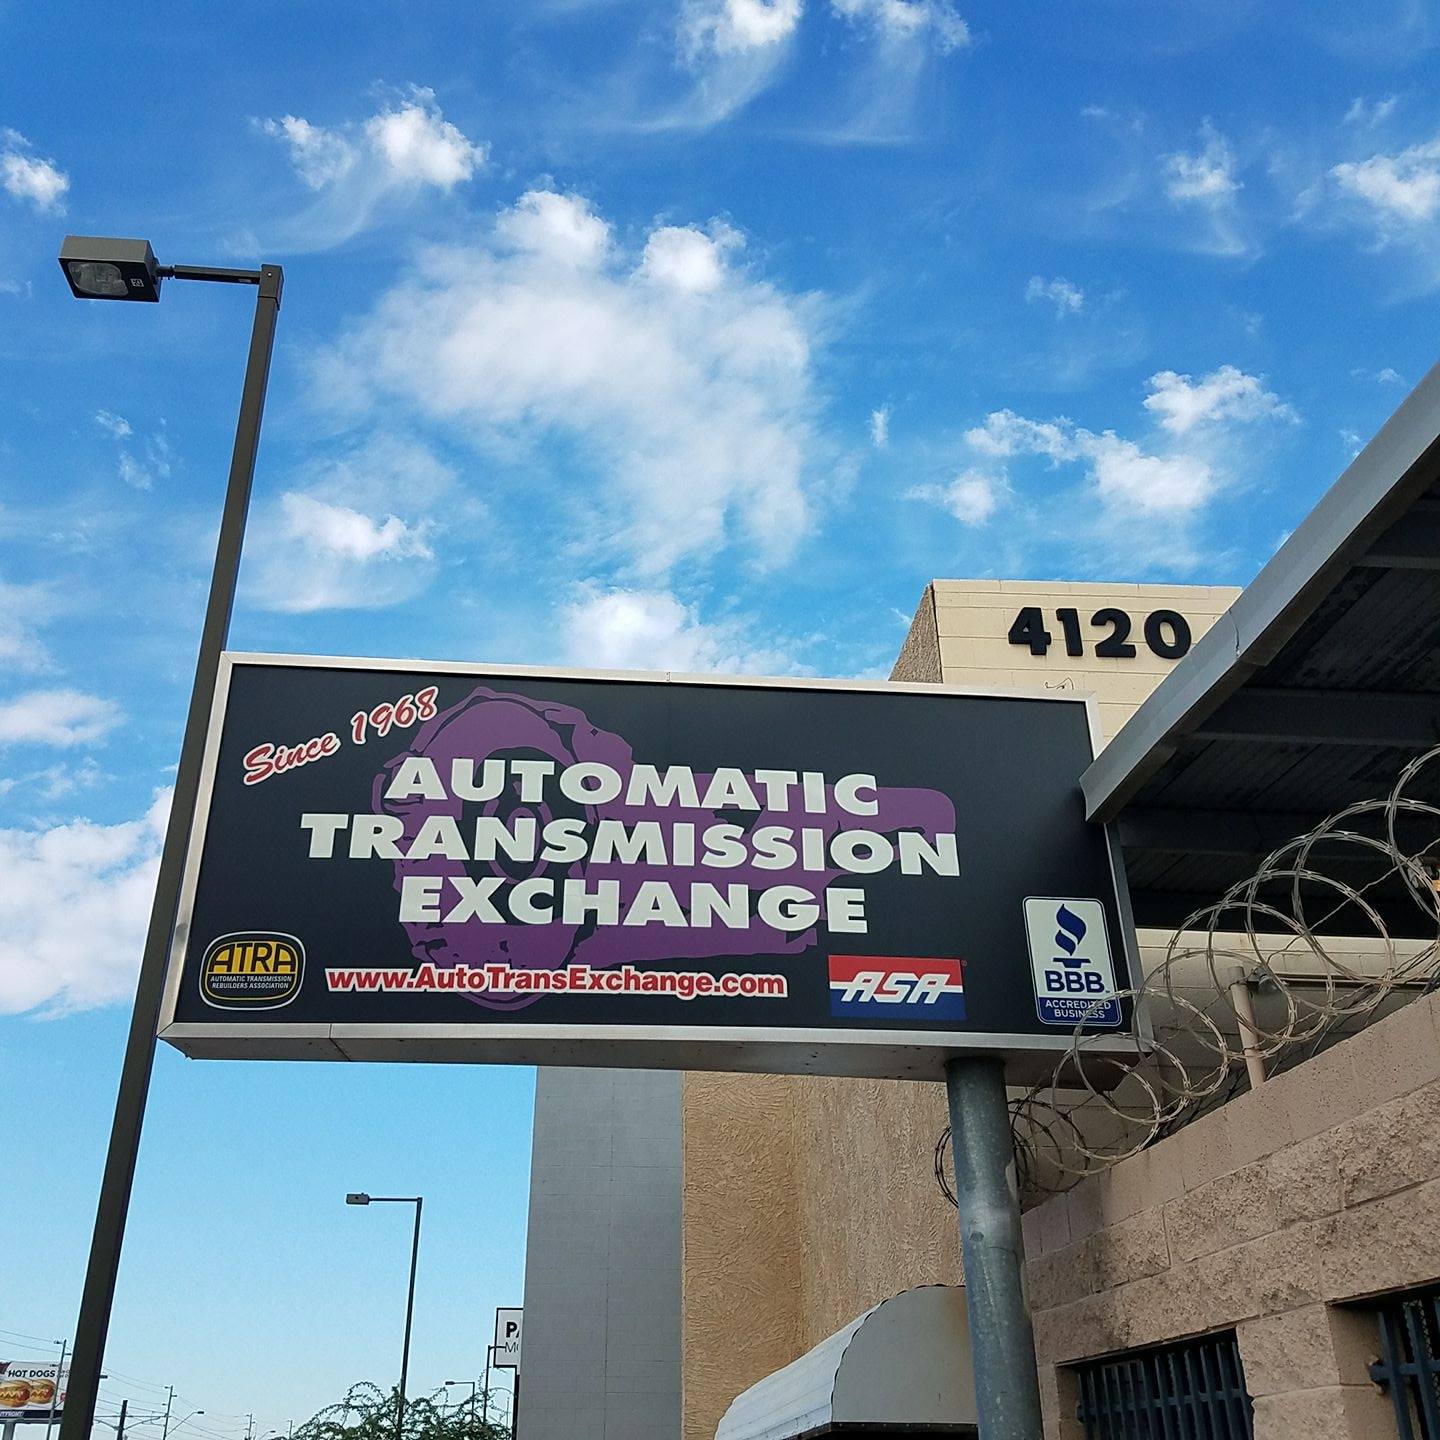 4120
Since 1968
AUTOMATIC
TRANSMISSION
EXCHANGE
www.AutoTransExchange.com
ATRA
AUTOMATIC TRANSMISSION
REBUILDERS ASSOCIATION
ASA
BBB
ACCREDITED
BUSINESS
HOT DOGS